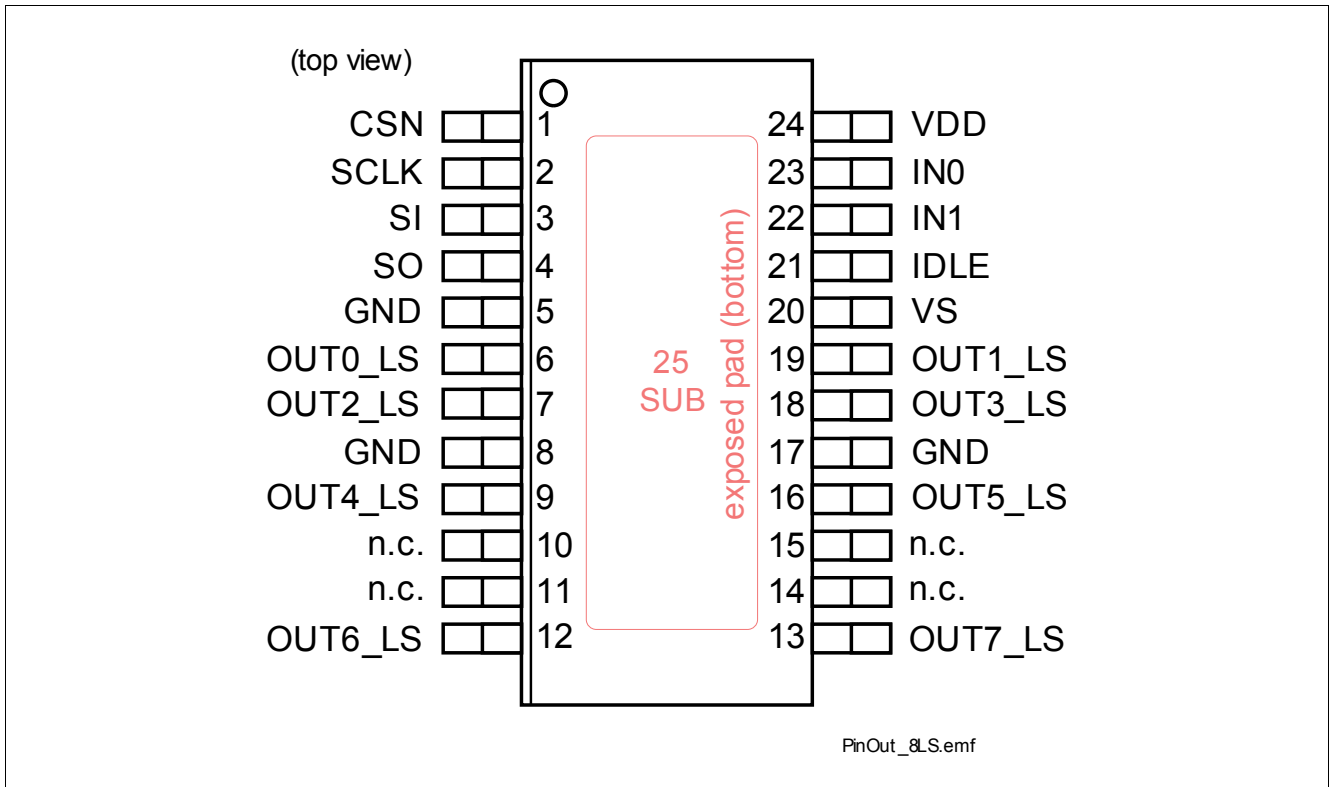 (top view)
CSN 1 24 VDD
SCLK 2 23 IN0
SI 3 22 IN1
SO 4 21 IDLE
GND 5 20 VS
OUT0_LS 6 19 OUT1_LS
OUT2_LS 7 18 OUT3_LS
GND 8 17 GND
OUT4_LS 9 16 OUT5_LS
n.c. 10 15 n.c.
n.c. 11 14 n.c.
OUT6_LS 12 13 OUT7_LS
25
SUB
exposed pad (bottom)
PinOut_8LS.emf